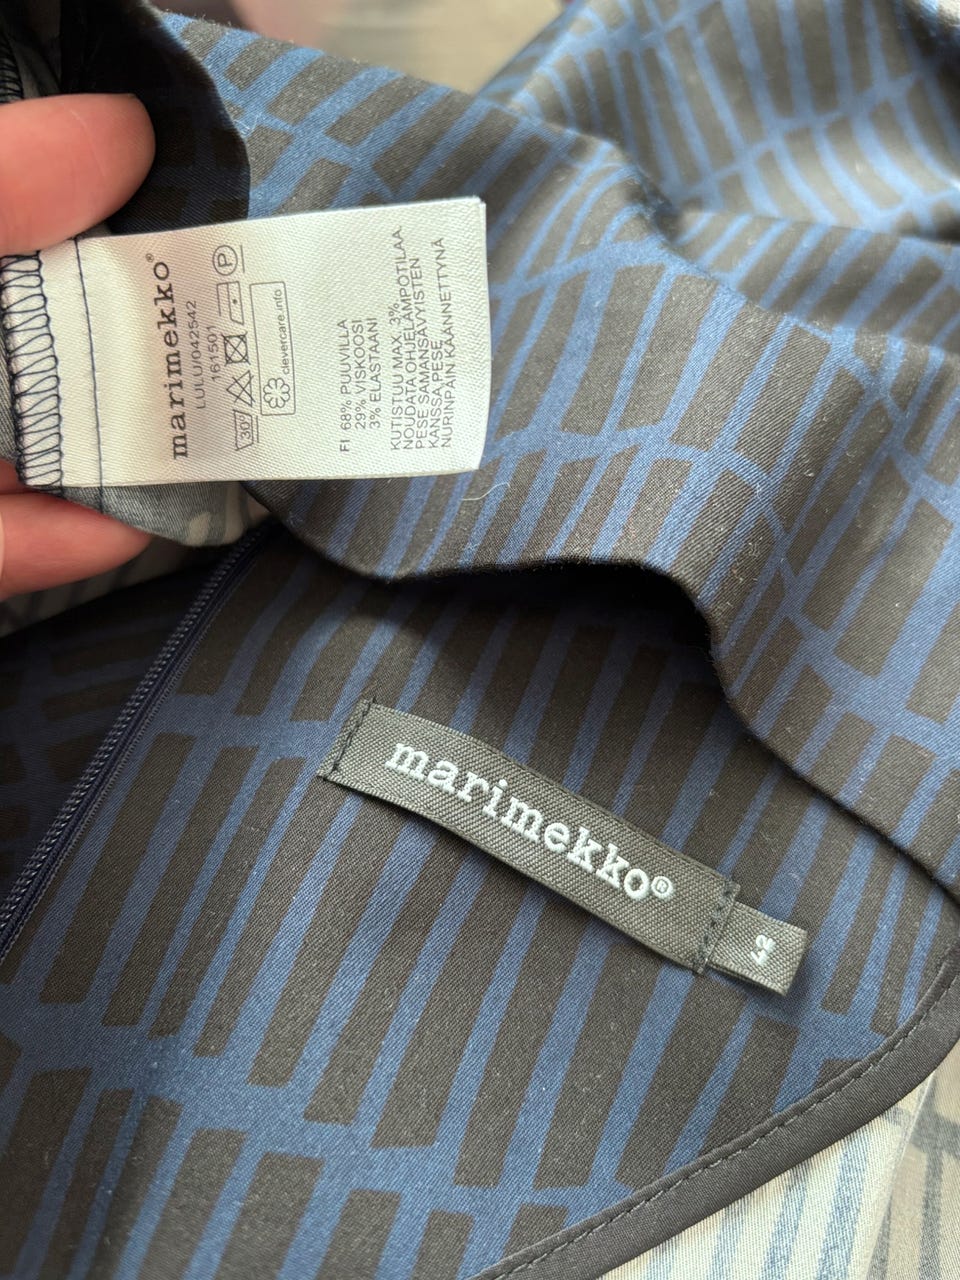 marimekko®
LULU/042542
161501
30°
P
clevercare.info
FI 68% PUUVILLA
29% VISKOOSI
3% ELASTAANI
KUTISTUU MAX. 3%
NOUDATA OHJELÄMPÖTILAA
PESE SAMANSÄVYISTEN
KANSSA PESE
NURINPÄIN KÄÄNNETTYNÄ
marimekko®
42